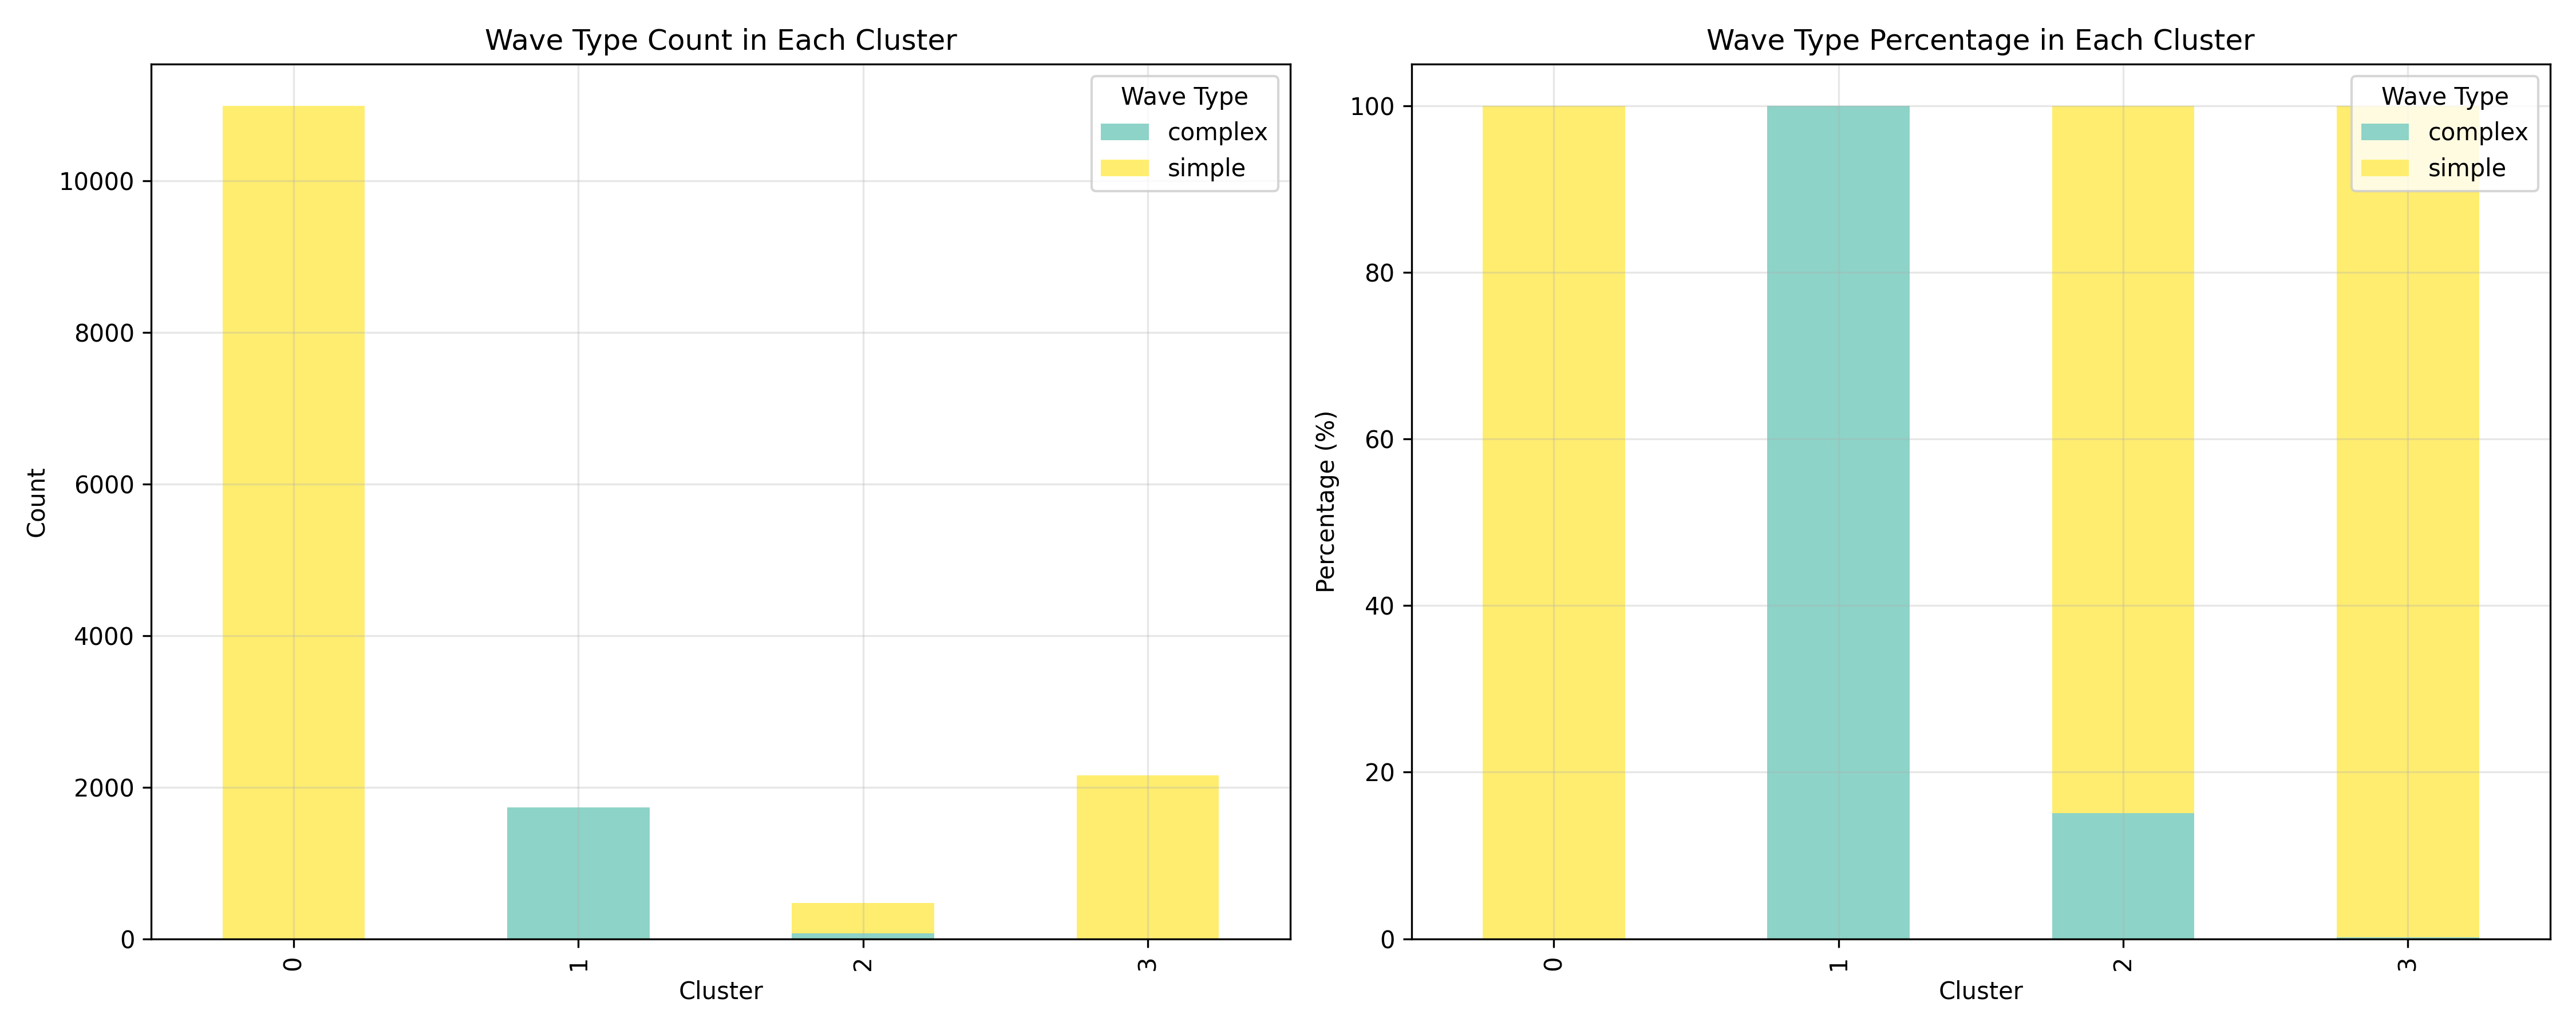 Wave Type Count in Each Cluster
Wave Type
complex
simple
10000
8000
6000
4000
2000
0
Count
0
1
2
3
Cluster
Wave Type Percentage in Each Cluster
Wave Type
complex
simple
100
80
60
40
20
0
Percentage (%)
0
1
2
3
Cluster